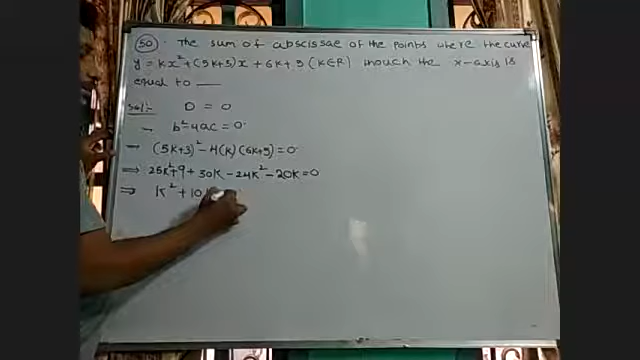 50. The sum of abscissae of the points where the curve
y = kx² + (5k+3)x + 6k + 5 (k∈R) touch the x-axis is
equal to ___
Sol:- D = 0
→ b² - 4ac = 0
→ (5k+3)² - 4(k)(6k+5) = 0
⇒ 25k² + 9 + 30k - 24k² - 20k = 0
⇒ k² + 10